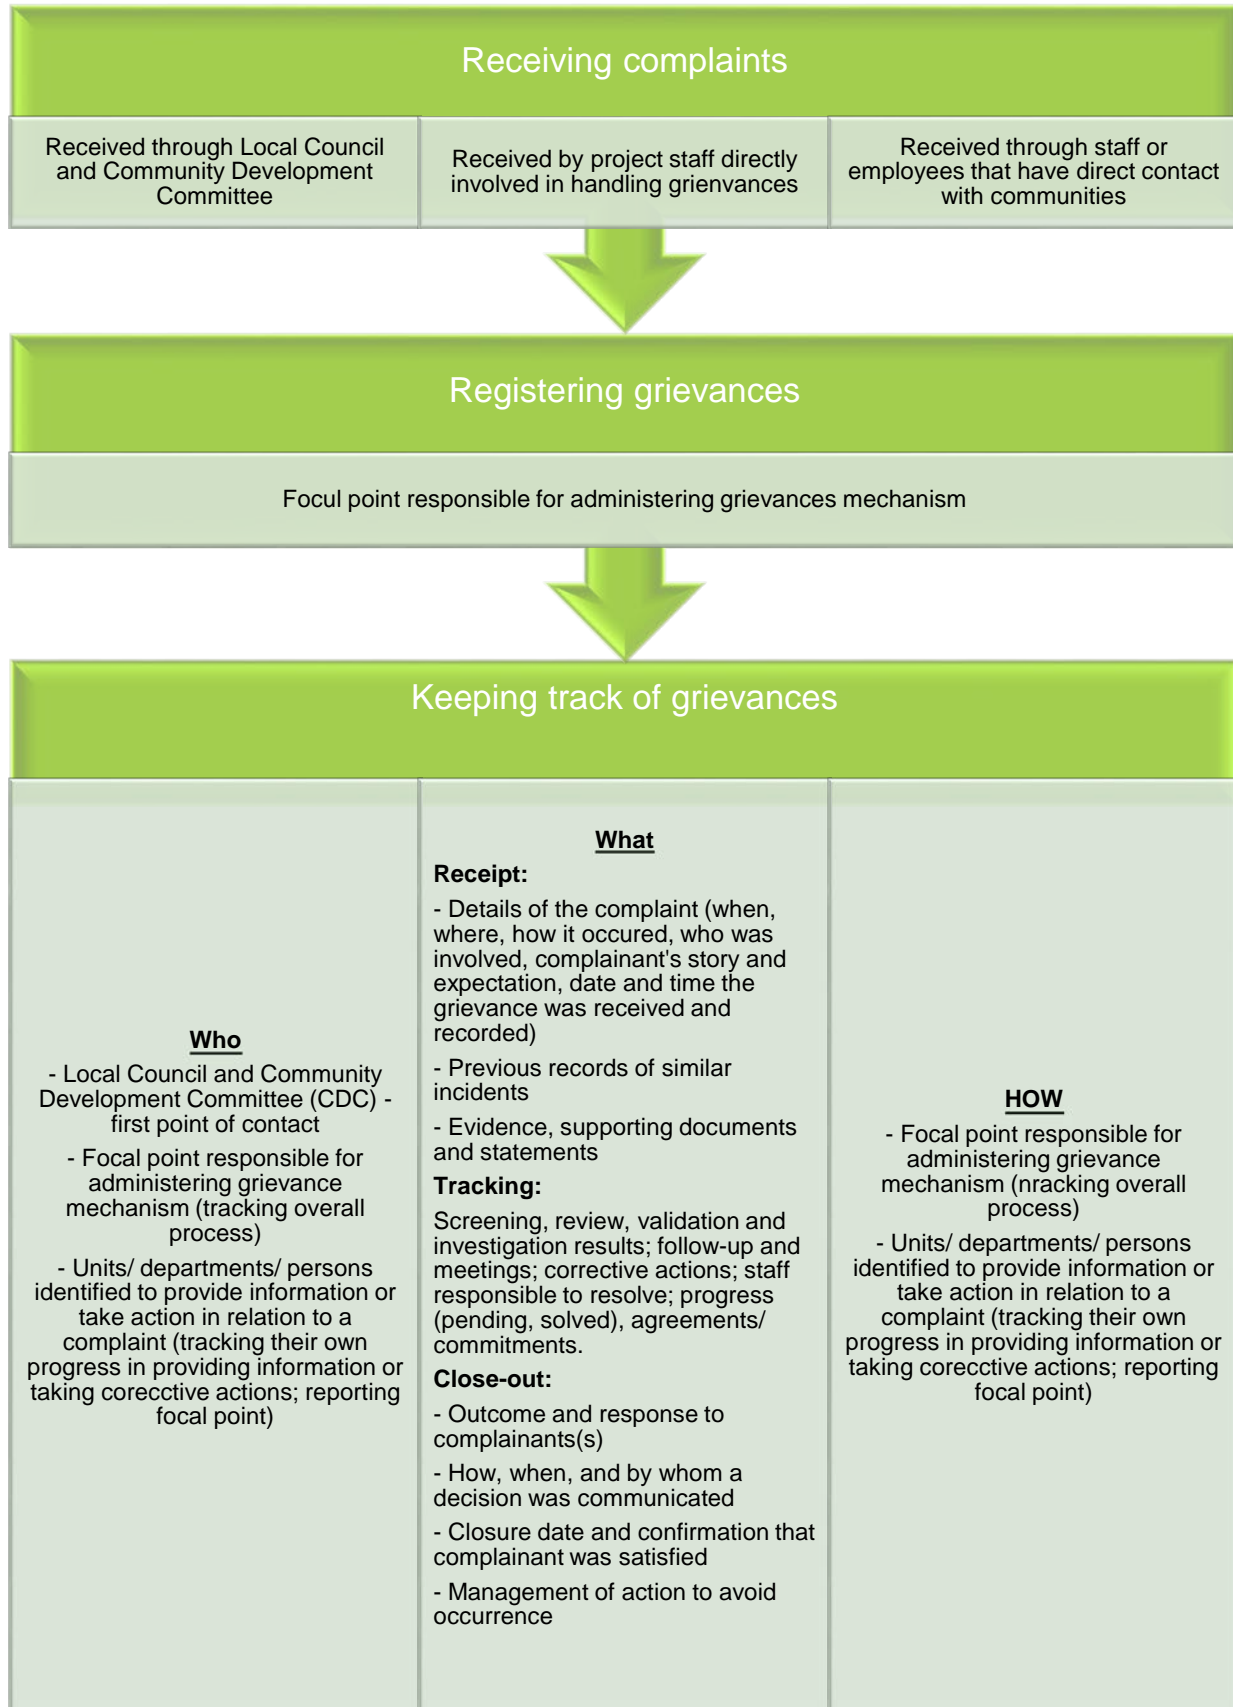 Receiving complaints
Received through Local Council
and Community Development
Committee
Received by project staff directly
involved in handling grienvances
Received through staff or
employees that have direct contact
with communities
Registering grievances
Focul point responsible for administering grievances mechanism
Keeping track of grievances
Who
- Local Council and Community
Development Committee (CDC) -
first point of contact
- Focal point responsible for
administering grievance
mechanism (tracking overall
process)
- Units/ departments/ persons
identified to provide information or
take action in relation to a
complaint (tracking their own
progress in providing information or
taking corecctive actions; reporting
focal point)
What
Receipt:
- Details of the complaint (when,
where, how it occured, who was
involved, complainant's story and
expectation, date and time the
grievance was received and
recorded)
- Previous records of similar
incidents
- Evidence, supporting documents
and statements
Tracking:
Screening, review, validation and
investigation results; follow-up and
meetings; corrective actions; staff
responsible to resolve; progress
(pending, solved), agreements/
commitments.
Close-out:
- Outcome and response to
complainants(s)
- How, when, and by whom a
decision was communicated
- Closure date and confirmation that
complainant was satisfied
- Management of action to avoid
occurrence
HOW
- Focal point responsible for
administering grievance
mechanism (nracking overall
process)
- Units/ departments/ persons
identified to provide information or
take action in relation to a
complaint (tracking their own
progress in providing information or
taking corecctive actions; reporting
focal point)